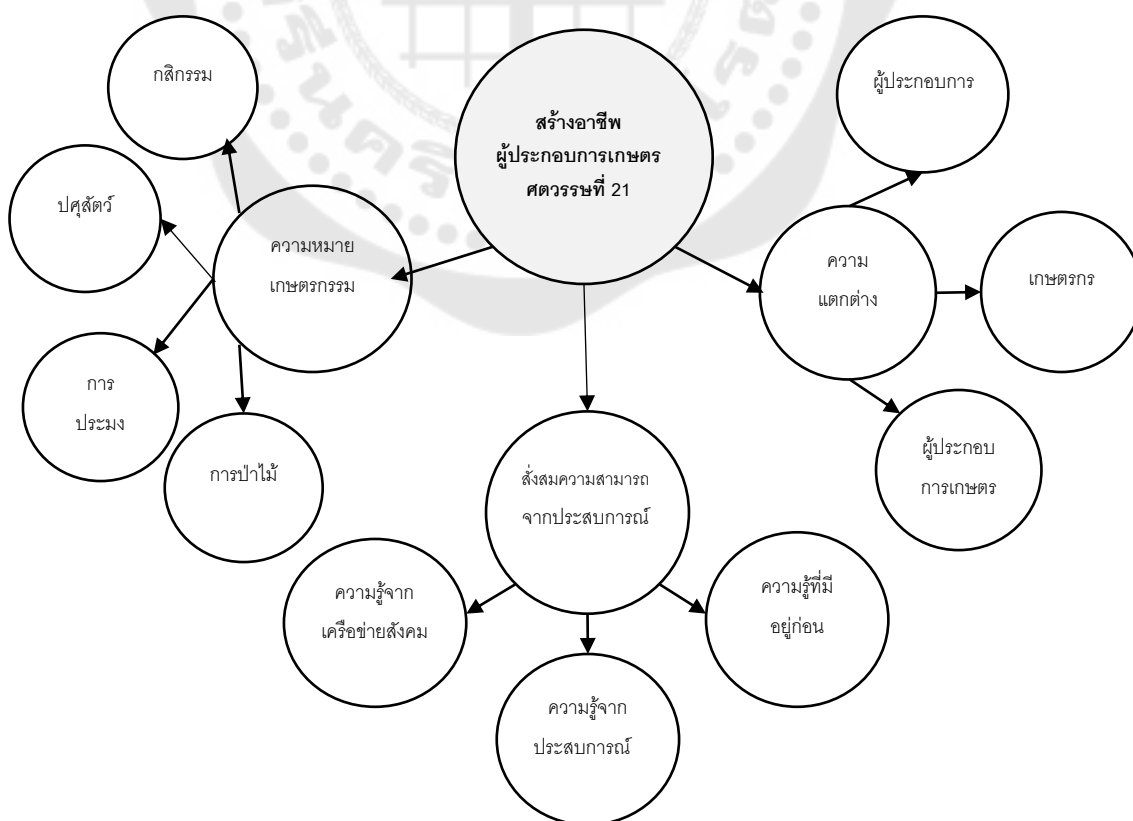 สร้างอาชีพ
ผู้ประกอบการเกษตร
ศตวรรษที่ 21
ความหมาย
เกษตรกรรม
กสิกรรม
ปศุสัตว์
การ
ประมง
การป่าไม้
สั่งสมความสามารถ
จากประสบการณ์
ความรู้จาก
เครือข่ายสังคม
ความรู้จาก
ประสบการณ์
ความรู้ที่มี
อยู่ก่อน
ความ
แตกต่าง
ผู้ประกอบการ
เกษตรกร
ผู้ประกอบ
การเกษตร